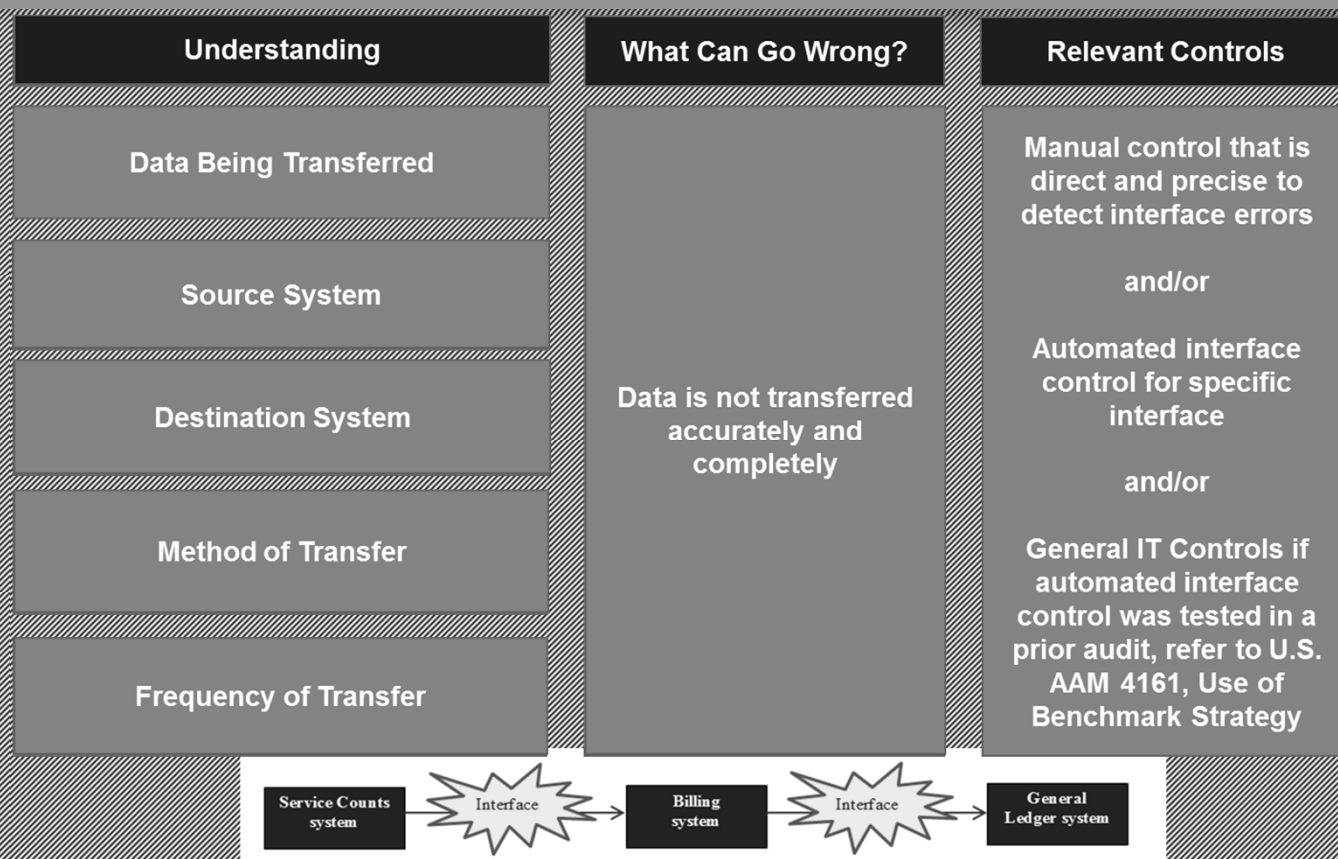 Understanding
What Can Go Wrong?
Relevant Controls
Data Being Transferred
Source System
Destination System
Method of Transfer
Frequency of Transfer
Data is not transferred
accurately and
completely
Manual control that is
direct and precise to
detect interface errors
and/or
Automated interface
control for specific
interface
and/or
General IT Controls if
automated interface
control was tested in a
prior audit, refer to U.S.
AAM 4161, Use of
Benchmark Strategy
Service Counts
system
Interface
Billing
system
Interface
General
Ledger system